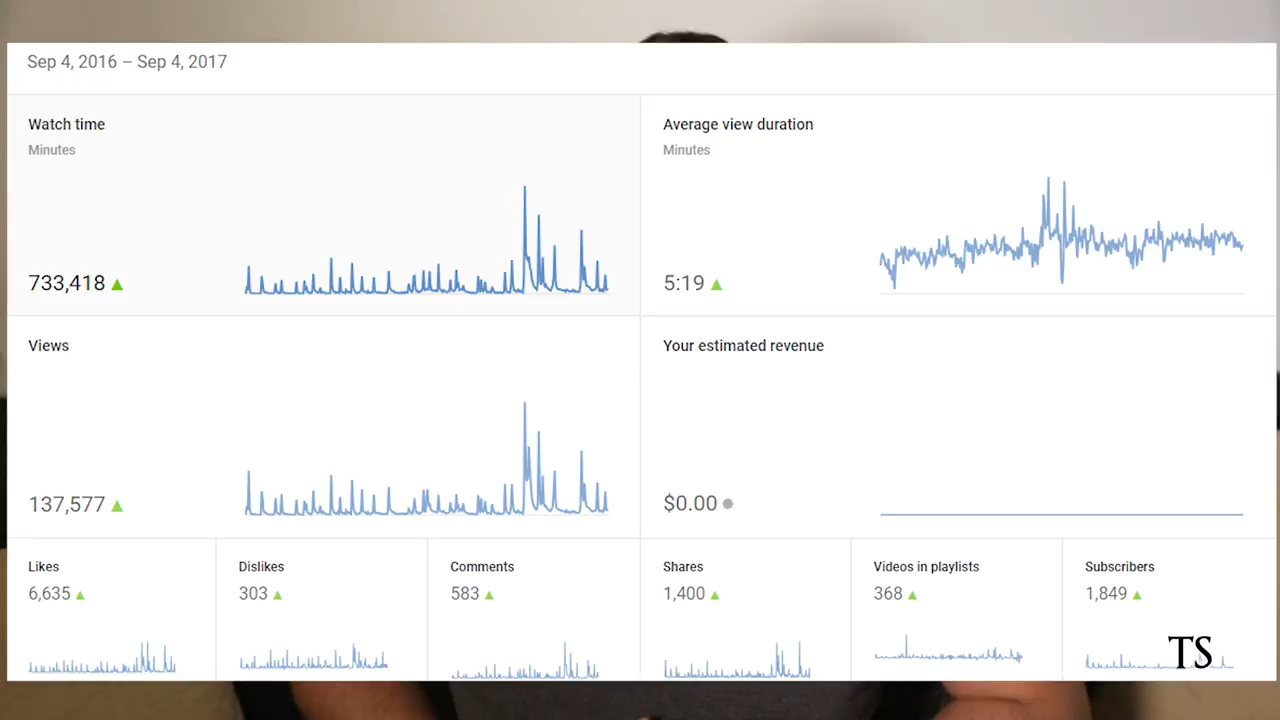 Sep 4, 2016 – Sep 4, 2017
Watch time
Minutes
733,418
Average view duration
Minutes
5:19
Views
137,577
Your estimated revenue
$0.00
Likes
6,635
Dislikes
303
Comments
583
Shares
1,400
Videos in playlists
368
Subscribers
1,849
TS